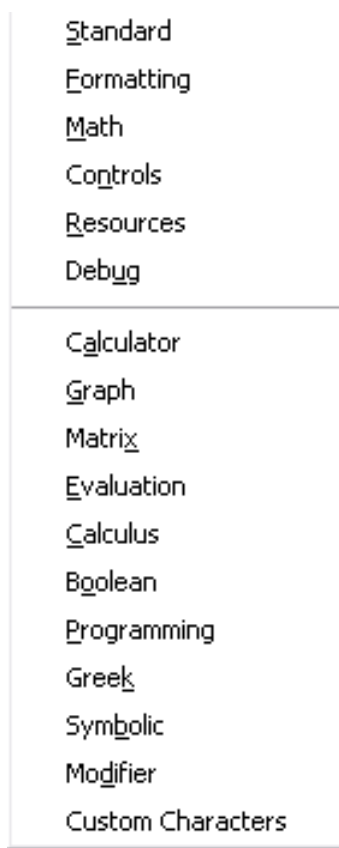 Standard
Formatting
Math
Controls
Resources
Debug
Calculator
Graph
Matrix
Evaluation
Calculus
Boolean
Programming
Greek
Symbolic
Modifier
Custom Characters